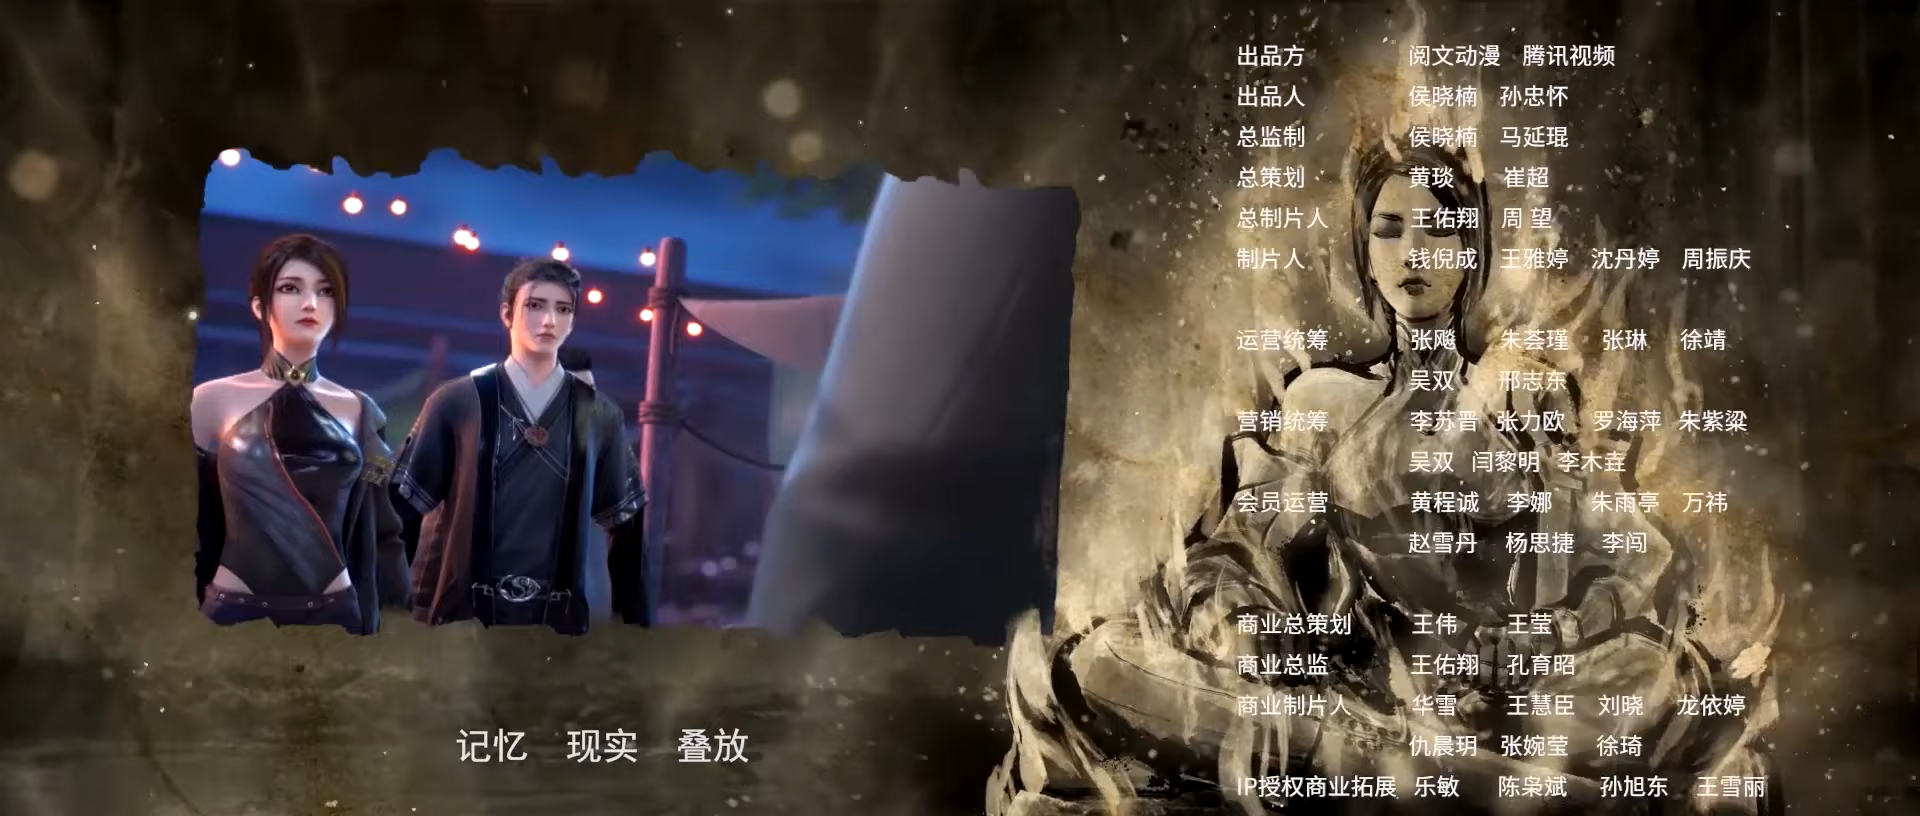 出品方 阅文动漫 腾讯视频
出品人 侯晓楠 孙忠怀
总监制 侯晓楠 马延琨
总策划 黄琰 崔超
总制片人 王佑翔 周 望
制片人 钱倪成 王雅婷 沈丹婷 周振庆
运营统筹 张飚 朱荟瑾 张琳 徐靖
吴双 邢志东
营销统筹 李苏晋 张力欧 罗海萍 朱紫粱
吴双 闫黎明 李木垚
会员运营 黄程诚 李娜 朱雨亭 万祎
赵雪丹 杨思捷 李闯
商业总策划 王伟 王莹
商业总监 王佑翔 孔育昭
商业制片人 华雪 王慧臣 刘晓 龙依婷
仇晨玥 张婉莹 徐琦
IP授权商业拓展 乐敏 陈枭斌 孙旭东 王雪丽
记忆 现实 叠放